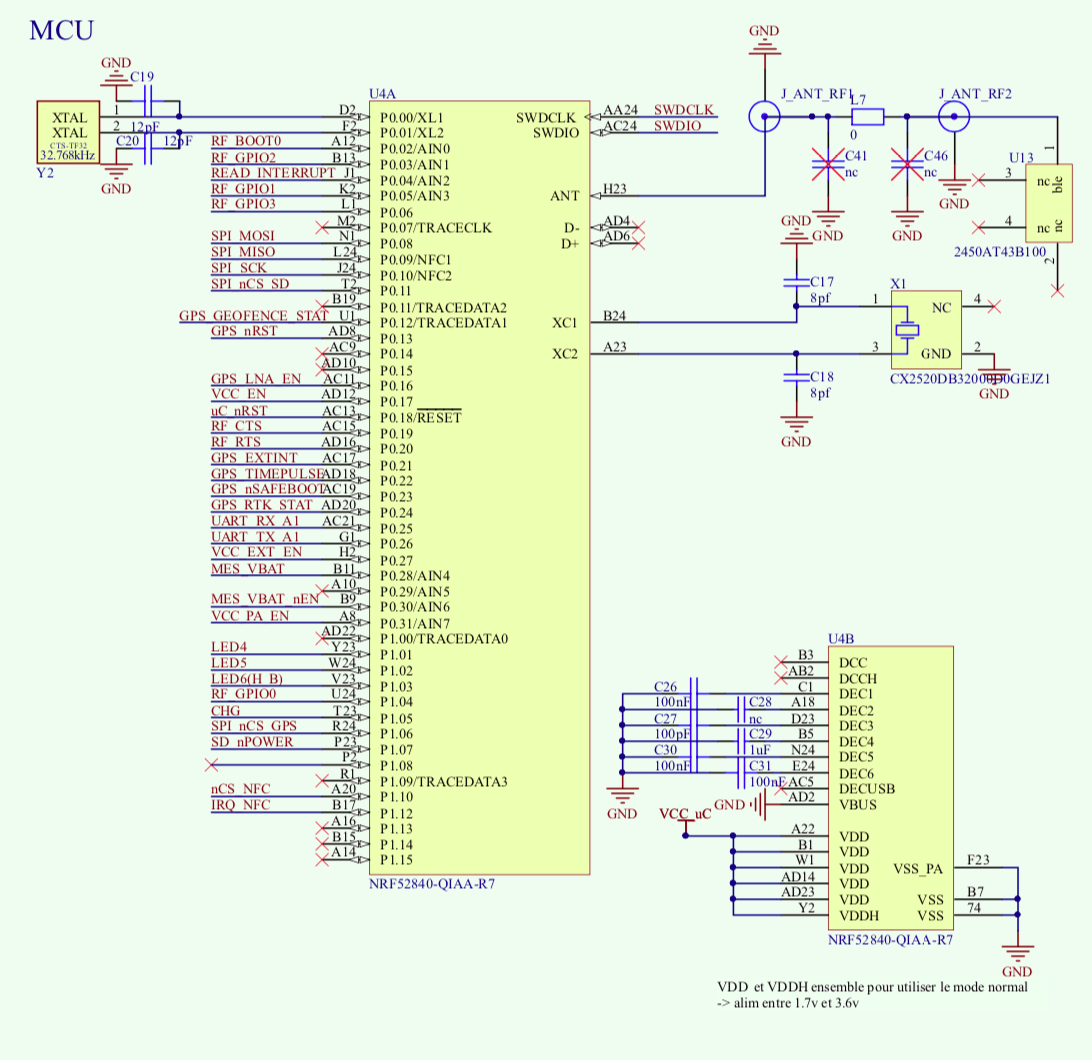 MCU
GND
C19
XTAL
XTAL
CTS-TF32
32.768kHz
Y2
1
2
12pF
C20
12pF
GND
U4A
D2 P0.00/XL1
F2 P0.01/XL2
RF_BOOT0 A12 P0.02/AIN0
RF_GPIO2 B13 P0.03/AIN1
READ_INTERRUPT J1 P0.04/AIN2
RF_GPIO1 K2 P0.05/AIN3
RF_GPIO3 L1 P0.06
M2 P0.07/TRACECLK
SPI_MOSI N1 P0.08
SPI_MISO L24 P0.09/NFC1
SPI_SCK J24 P0.10/NFC2
SPI_nCS_SD T2 P0.11
B19 P0.11/TRACEDATA2
GPS_GEOFENCE_STAT U1 P0.12/TRACEDATA1
GPS_nRST AD8 P0.13
AC9 P0.14
AD10 P0.15
GPS_LNA_EN AC11 P0.16
VCC_EN AD12 P0.17
uC_nRST AC13 P0.18/RESET
RF_CTS AC15 P0.19
RF_RTS AD16 P0.20
GPS_EXTINT AC17 P0.21
GPS_TIMEPULSE AD18 P0.22
GPS_nSAFEBOOT AC19 P0.23
GPS_RTK_STAT AD20 P0.24
UART_RX_A1 AC21 P0.25
UART_TX_A1 G1 P0.26
VCC_EXT_EN H2 P0.27
MES_VBAT B11 P0.28/AIN4
A10 P0.29/AIN5
MES_VBAT_nEN B9 P0.30/AIN6
VCC_PA_EN A8 P0.31/AIN7
AD22 P1.00/TRACEDATA0
LED4 Y23 P1.01
LED5 W24 P1.02
LED6(H_B) V23 P1.03
RF_GPIO0 U24 P1.04
CHG T23 P1.05
SPI_nCS_GPS R24 P1.06
SD_nPOWER P23 P1.07
P2 P1.08
R1 P1.09/TRACEDATA3
nCS_NFC A20 P1.10
IRQ_NFC B17 P1.12
A16 P1.13
B15 P1.14
A14 P1.15
NRF52840-QIAA-R7
SWDCLK AA24 SWDCLK
SWDIO AC24 SWDIO
ANT H23
D- AD4
D+ AD6
XC1 B24
XC2 A23
GND
J_ANT_RF1
L7
0
J_ANT_RF2
C41
nc
GND
C46
nc
GND
GND
U13
1
3
4
2
nc
ble
nc
nc
2450AT43B100
GND
C17
8pf
X1
1
3
NC
GND
4
2
CX2520DB32000D0GEJZ1
GND
C18
8pf
GND
U4B
B3 DCC
AB2 DCCH
C1 DEC1
A18 DEC2
D23 DEC3
B5 DEC4
N24 DEC5
E24 DEC6
AC5 DECUSB
AD2 VBUS
C26
100nF
C28
nc
C27
100pF
C29
1uF
C30
100nF
C31
100nF
GND
GND
VCC_uC
A22 VDD
B1 VDD
W1 VDD
AD14 VDD
AD23 VDD
Y2 VDDH
VSS_PA F23
VSS B7
VSS 74
NRF52840-QIAA-R7
GND
VDD et VDDH ensemble pour utiliser le mode normal
-> alim entre 1.7v et 3.6v